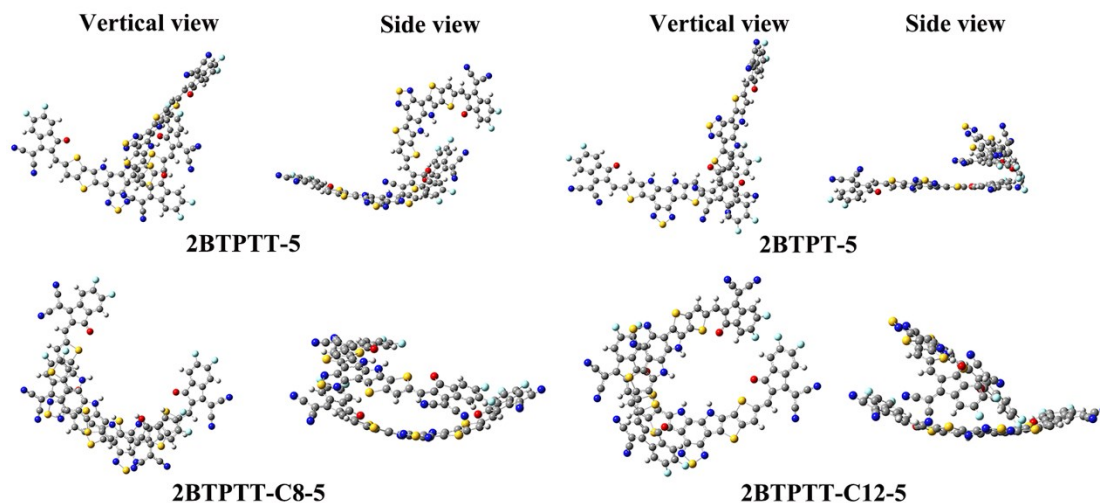 Vertical view Side view Vertical view Side view
2BTPTT-5 2BTPT-5
2BTPTT-C8-5 2BTPTT-C12-5